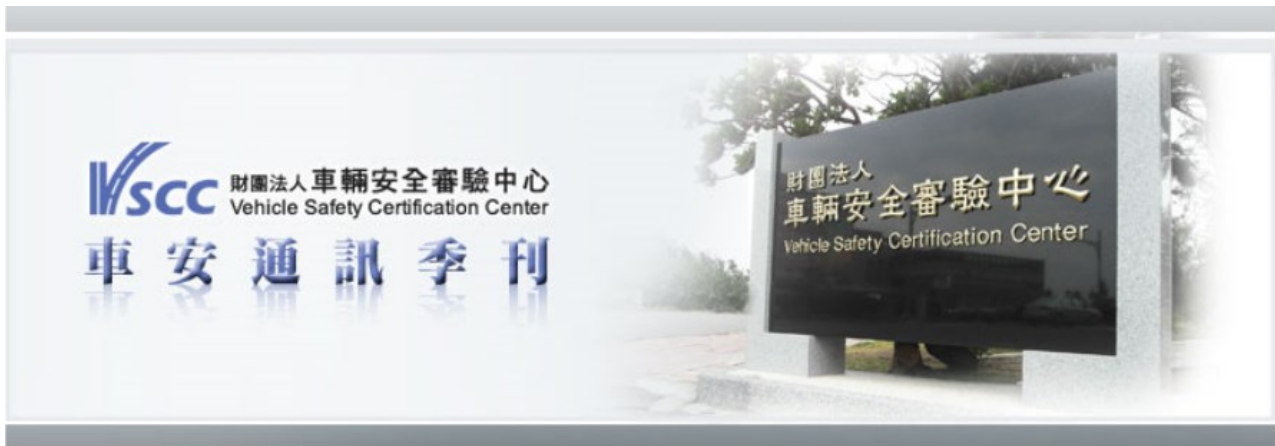 VSCC 財團法人車輛安全審驗中心
Vehicle Safety Certification Center
車安通訊季刊
財團法人
車輛安全審驗中心
Vehicle Safety Certification Center